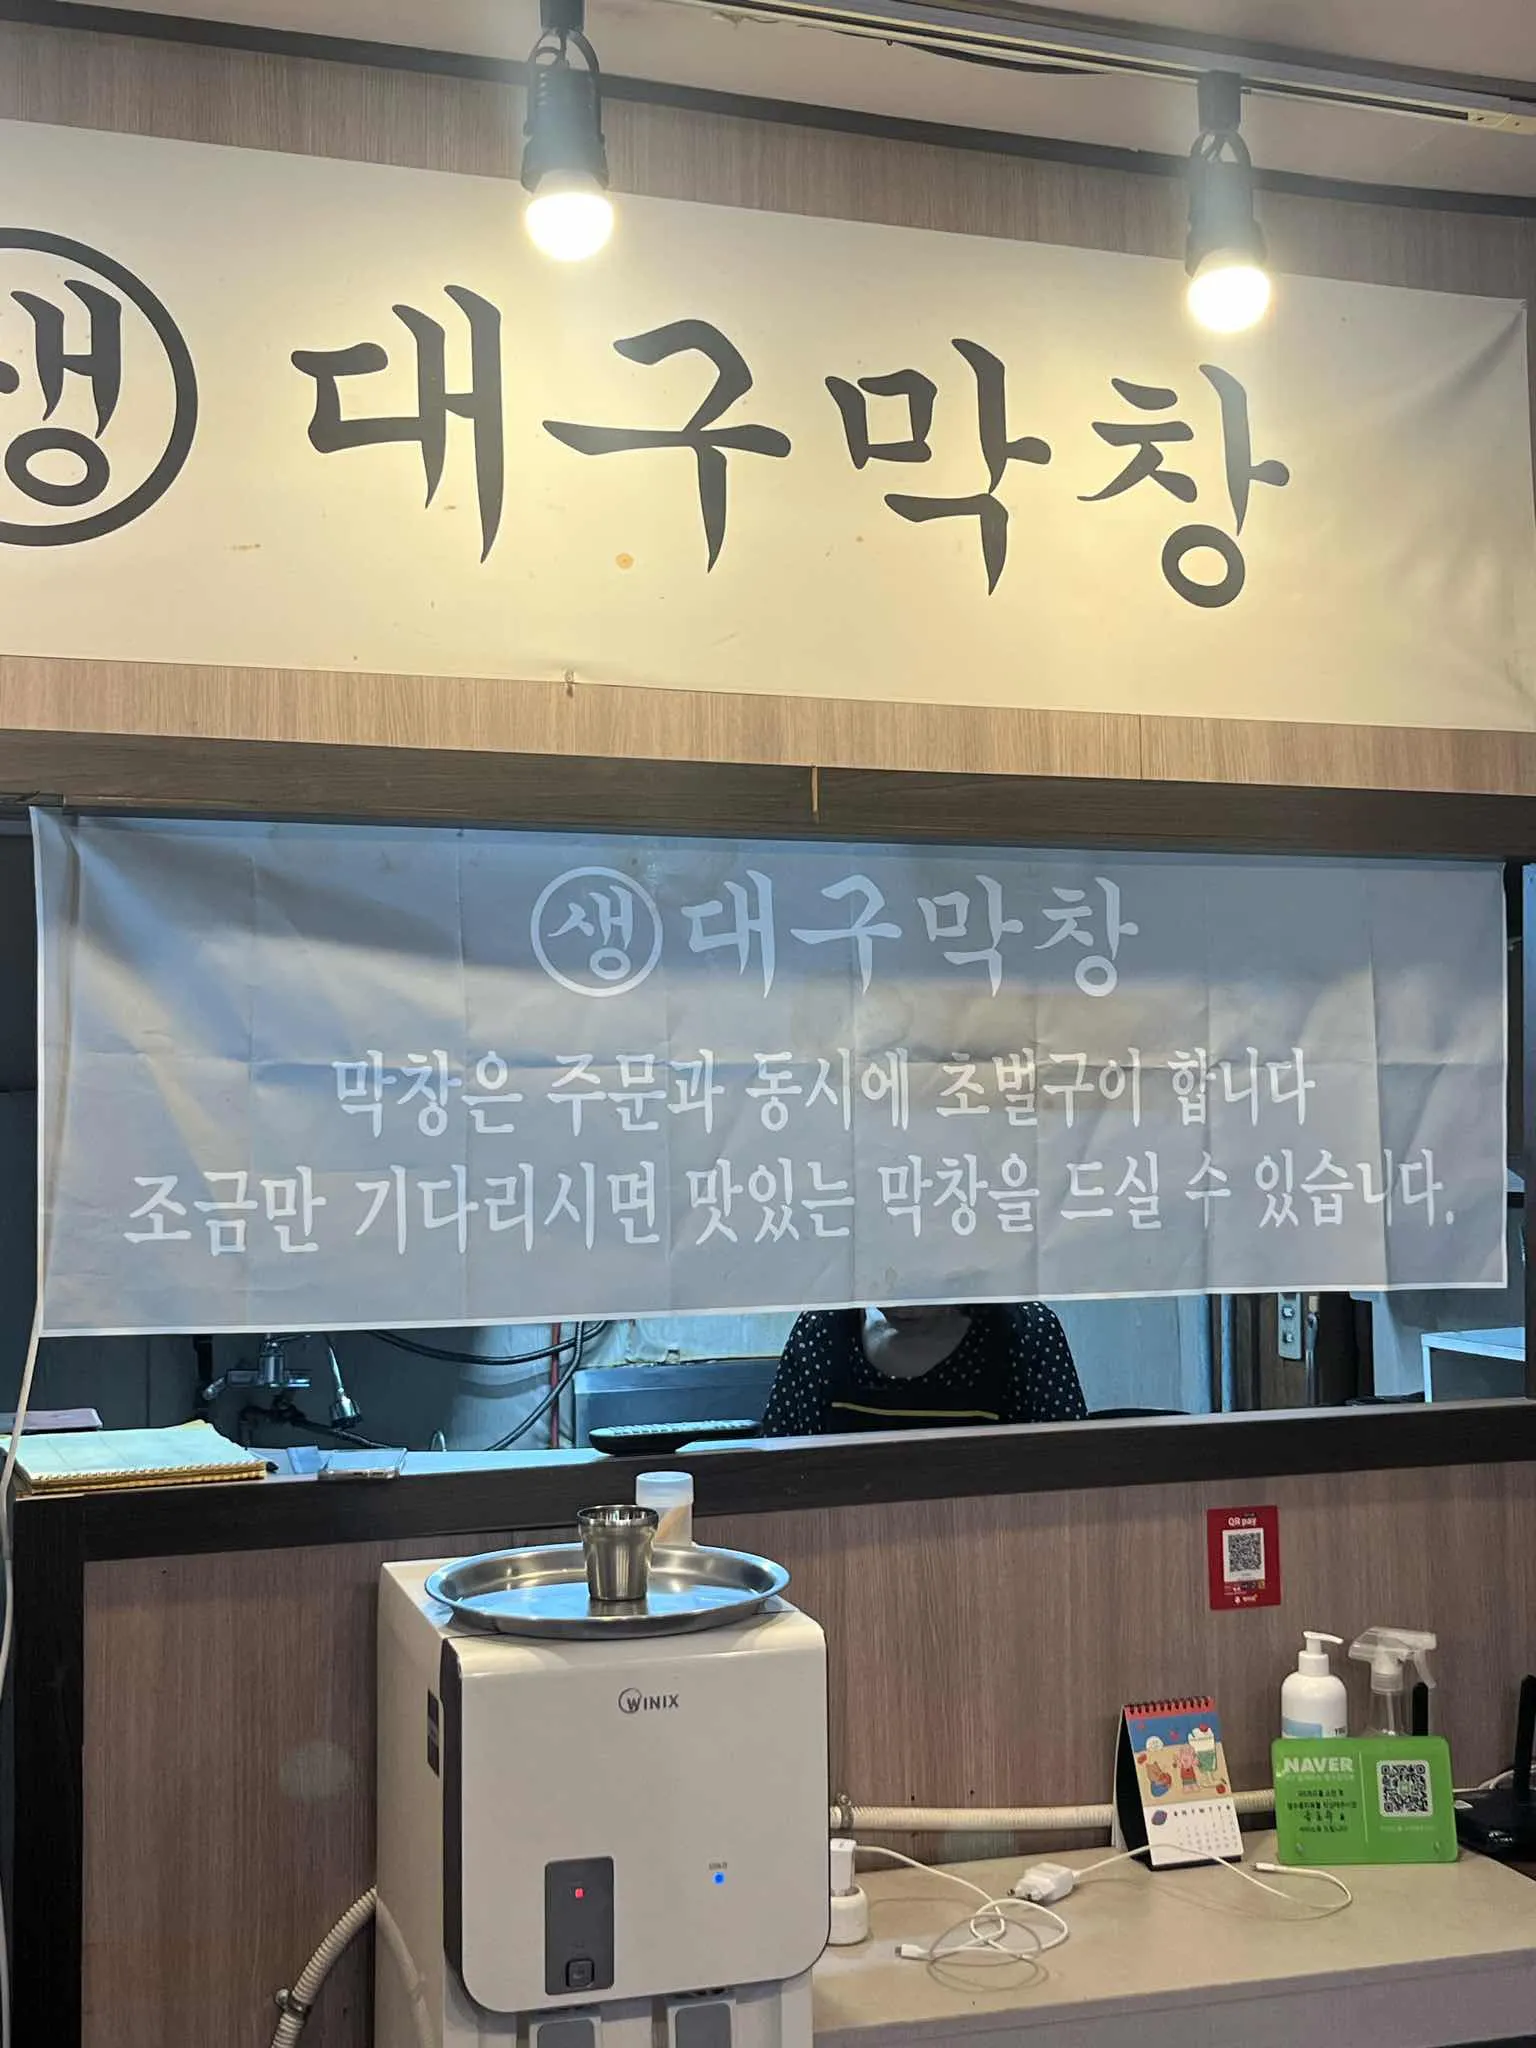 생 대구막창
생 대구막창
막창은 주문과 동시에 초벌구이 합니다
조금만 기다리시면 맛있는 막창을 드실 수 있습니다.
QR pay
WINIX
NAVER